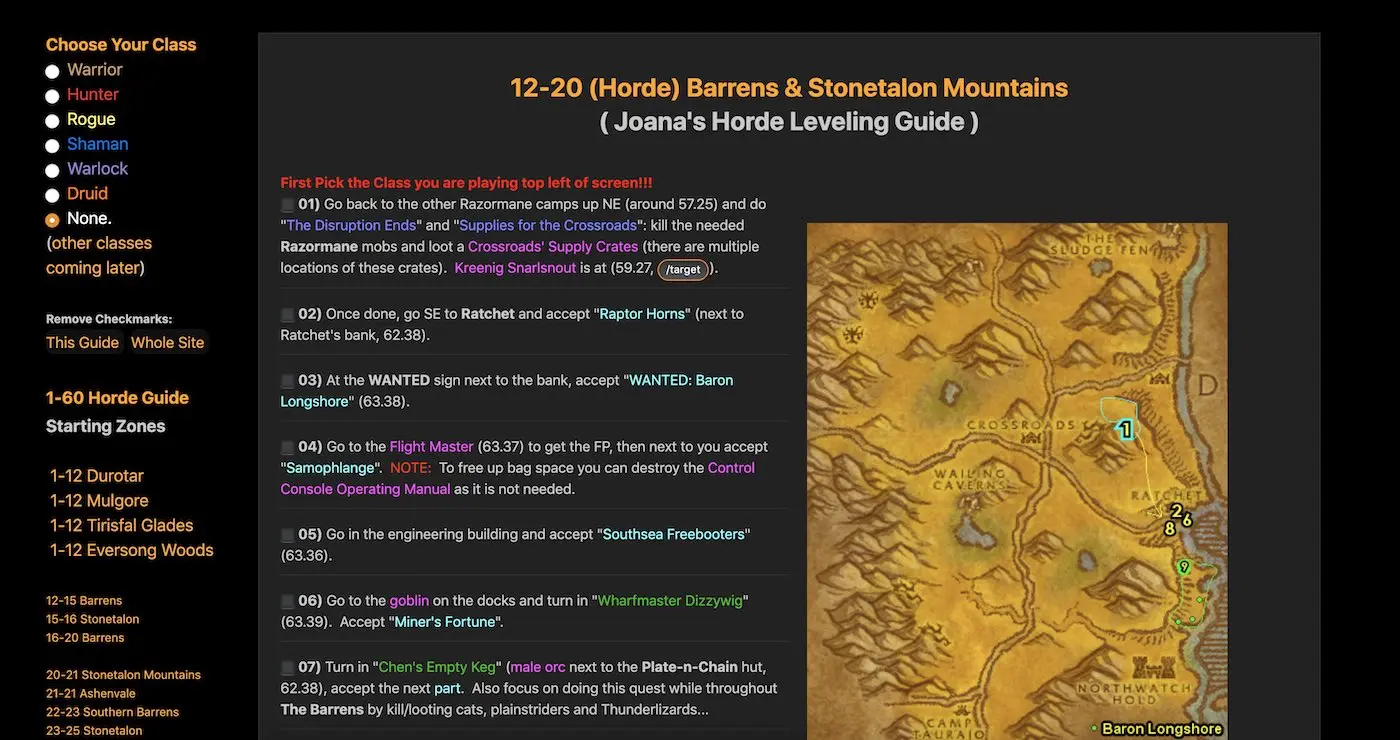 Choose Your Class
Warrior
Hunter
Rogue
Shaman
Warlock
Druid
None.
(other classes
coming later)
Remove Checkmarks:
This Guide Whole Site
1-60 Horde Guide
Starting Zones
1-12 Durotar
1-12 Mulgore
1-12 Tirisfal Glades
1-12 Eversong Woods
12-15 Barrens
15-16 Stonetalon
16-20 Barrens
20-21 Stonetalon Mountains
21-21 Ashenvale
22-23 Southern Barrens
23-25 Stonetalon
12-20 (Horde) Barrens & Stonetalon Mountains
( Joana's Horde Leveling Guide )
First Pick the Class you are playing top left of screen!!!
01) Go back to the other Razormane camps up NE (around 57.25) and do
"The Disruption Ends" and "Supplies for the Crossroads": kill the needed
Razormane mobs and loot a Crossroads' Supply Crates (there are multiple
locations of these crates). Kreenig Snarlsnout is at (59.27, /target ).
02) Once done, go SE to Ratchet and accept "Raptor Horns" (next to
Ratchet's bank, 62.38).
03) At the WANTED sign next to the bank, accept "WANTED: Baron
Longshore" (63.38).
04) Go to the Flight Master (63.37) to get the FP, then next to you accept
"Samophlange". NOTE: To free up bag space you can destroy the Control
Console Operating Manual as it is not needed.
05) Go in the engineering building and accept "Southsea Freebooters"
(63.36).
06) Go to the goblin on the docks and turn in "Wharfmaster Dizzywig"
(63.39). Accept "Miner's Fortune".
07) Turn in "Chen's Empty Keg" (male orc next to the Plate-n-Chain hut,
62.38), accept the next part. Also focus on doing this quest while throughout
The Barrens by kill/looting cats, plainstriders and Thunderlizards...
THE
SLUDGE FEN
D
CROSSROADS
1
WAILING
CAVERNS
RATCHET
2
6
8
9
NORTHWATCH
HOLD
CAMP
TAURAJO
Baron Longshore